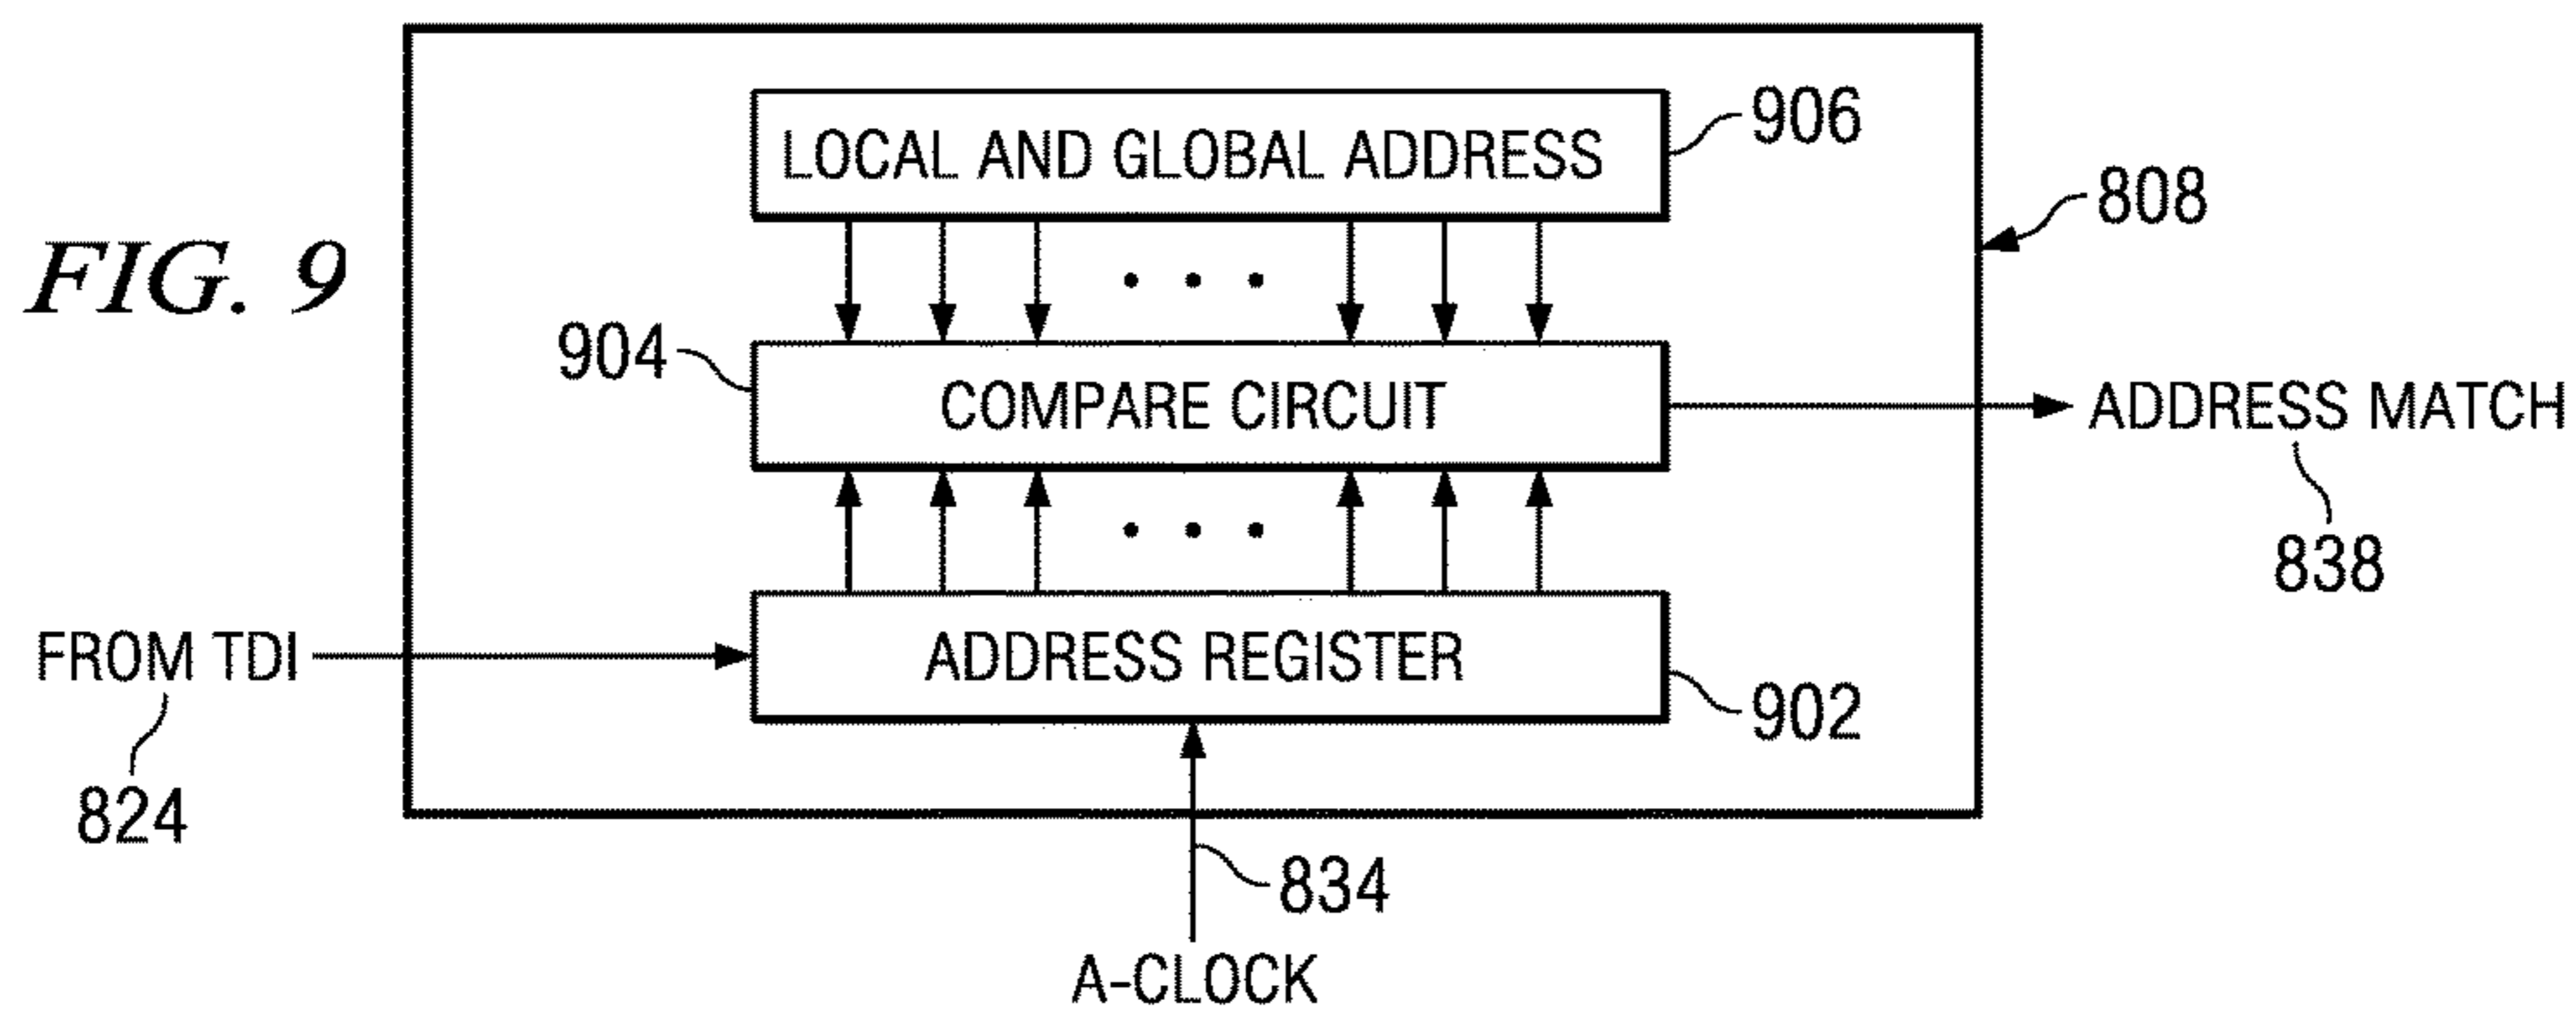 FIG. 9
LOCAL AND GLOBAL ADDRESS
906
808
904
COMPARE CIRCUIT
ADDRESS MATCH
838
FROM TDI
824
ADDRESS REGISTER
902
834
A-CLOCK